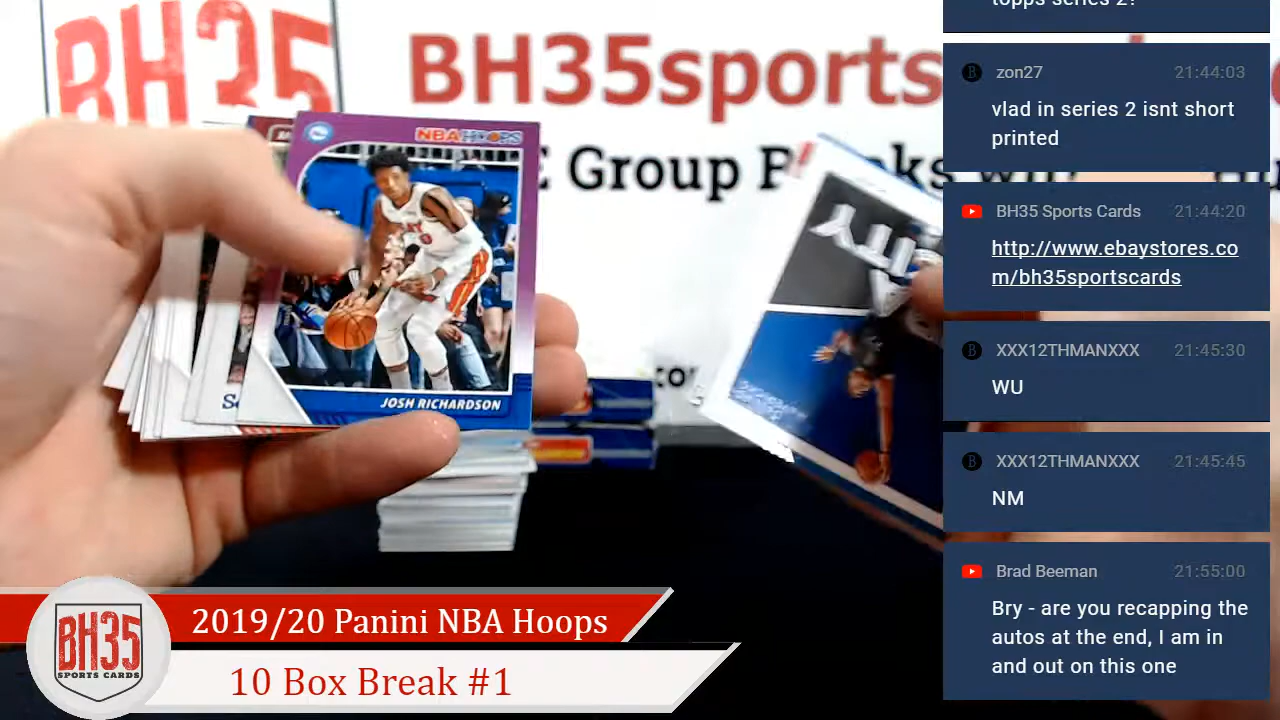 BH35
BH35sports
E Group B
ks
NBA HOOPS
JOSH RICHARDSON
BH35
SPORTS CARDS
2019/20 Panini NBA Hoops
10 Box Break #1
topps series 2?
zon27 21:44:03
vlad in series 2 isnt short
printed
BH35 Sports Cards 21:44:20
http://www.ebaystores.co
m/bh35sportscards
XXX12THMANXXX 21:45:30
WU
XXX12THMANXXX 21:45:45
NM
Brad Beeman 21:55:00
Bry - are you recapping the
autos at the end, I am in
and out on this one